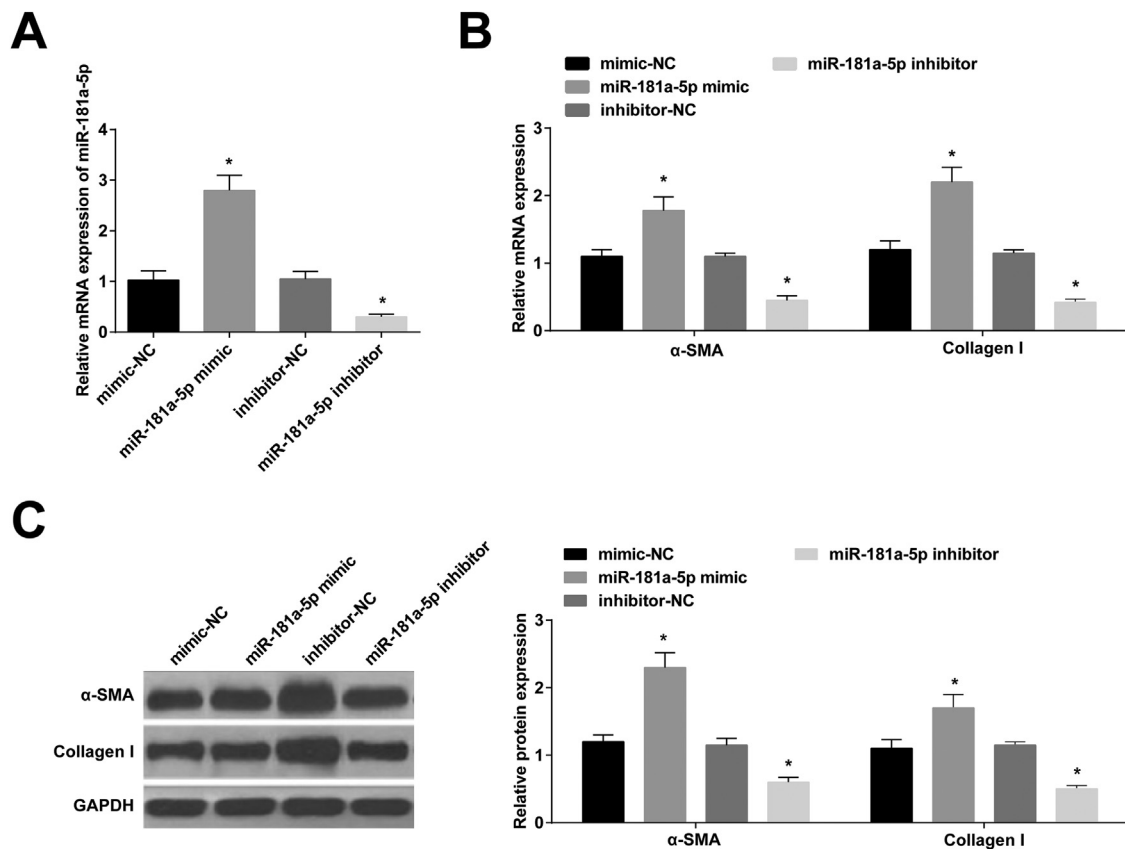 A
Relative mRNA expression of miR-181a-5p
4
3
2
1
0
*
*
mimic-NC
miR-181a-5p mimic
inhibitor-NC
miR-181a-5p inhibitor
B
mimic-NC
miR-181a-5p mimic
inhibitor-NC
miR-181a-5p inhibitor
Relative mRNA expression
3
2
1
0
*
*
*
*
α-SMA
Collagen I
C
mimic-NC
miR-181a-5p mimic
inhibitor-NC
miR-181a-5p inhibitor
α-SMA
Collagen I
GAPDH
mimic-NC
miR-181a-5p mimic
inhibitor-NC
miR-181a-5p inhibitor
Relative protein expression
3
2
1
0
*
*
*
*
α-SMA
Collagen I